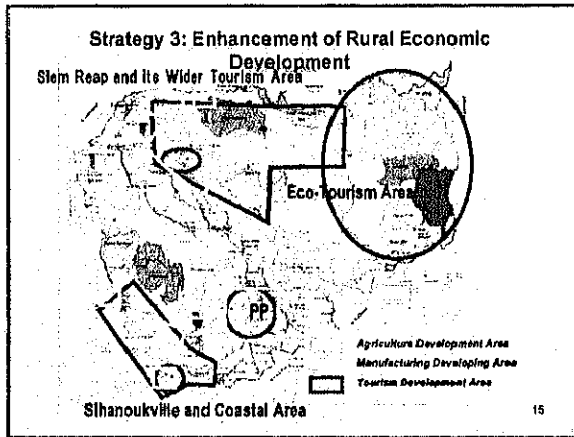 Strategy 3: Enhancement of Rural Economic
Development
Siem Reap and its Wider Tourism Area
Eco-Tourism Area
PP
Agriculture Development Area
Manufacturing Developing Area
Tourism Development Area
Sihanoukville and Coastal Area
15